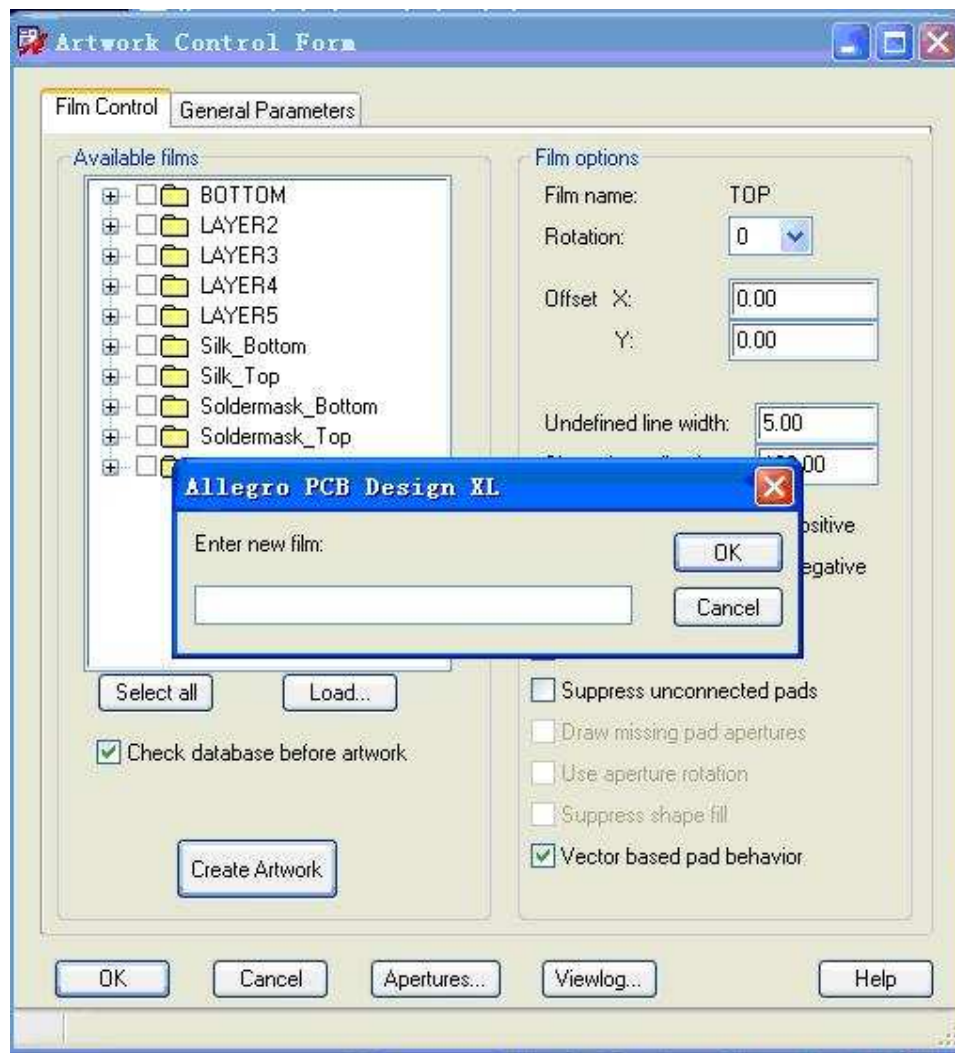 Artwork Control Form
Film Control
General Parameters
Available films
BOTTOM
LAYER2
LAYER3
LAYER4
LAYER5
Silk_Bottom
Silk_Top
Soldermask_Bottom
Soldermask_Top
Select all
Load...
Check database before artwork
Create Artwork
Film options
Film name: TOP
Rotation: 0
Offset X: 0.00
Y: 0.00
Undefined line width: 5.00
Allegro PCB Design XL
Enter new film:
OK
Cancel
Suppress unconnected pads
Draw missing pad apertures
Use aperture rotation
Suppress shape fill
Vector based pad behavior
OK
Cancel
Apertures...
Viewlog...
Help